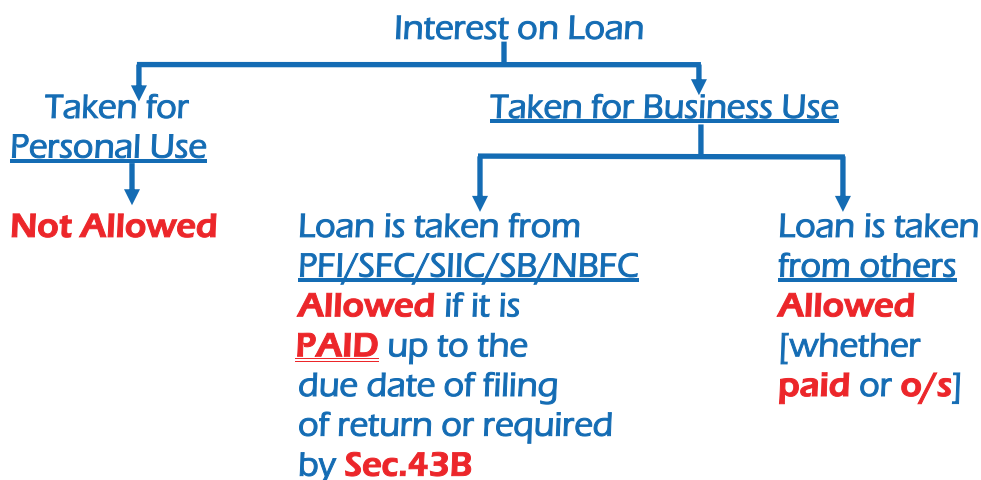 Interest on Loan
Taken for
Personal Use
Not Allowed
Taken for Business Use
Loan is taken from
PFI/SFC/SIIC/SB/NBFC
Allowed if it is
PAID up to the
due date of filing
of return or required
by Sec.43B
Loan is taken
from others
Allowed
[whether
paid or o/s]